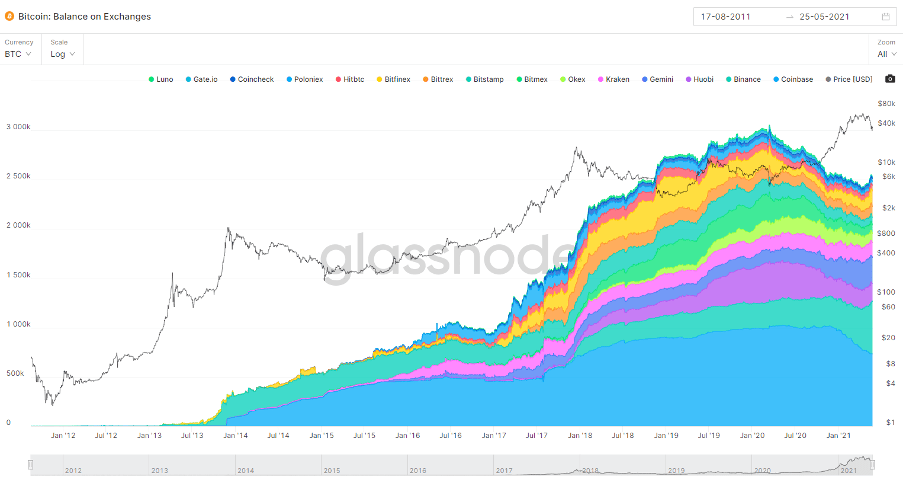 Bitcoin: Balance on Exchanges
17-08-2011 → 25-05-2021
Currency
BTC
Scale
Log
Zoom
All
Luno Gate.io Coincheck Poloniex Hitbtc Bitfinex Bittrex Bitstamp Bitmex Okex Kraken Gemini Huobi Binance Coinbase Price [USD]
3 000k
2 500k
2 000k
1 500k
1 000k
500k
0
$80k
$40k
$10k
$6k
$2k
$800
$400
$100
$60
$20
$8
$4
$1
glassnode
Jan '12 Jul '12 Jan '13 Jul '13 Jan '14 Jul '14 Jan '15 Jul '15 Jan '16 Jul '16 Jan '17 Jul '17 Jan '18 Jul '18 Jan '19 Jul '19 Jan '20 Jul '20 Jan '21
2012 2013 2014 2015 2016 2017 2018 2019 2020 2021